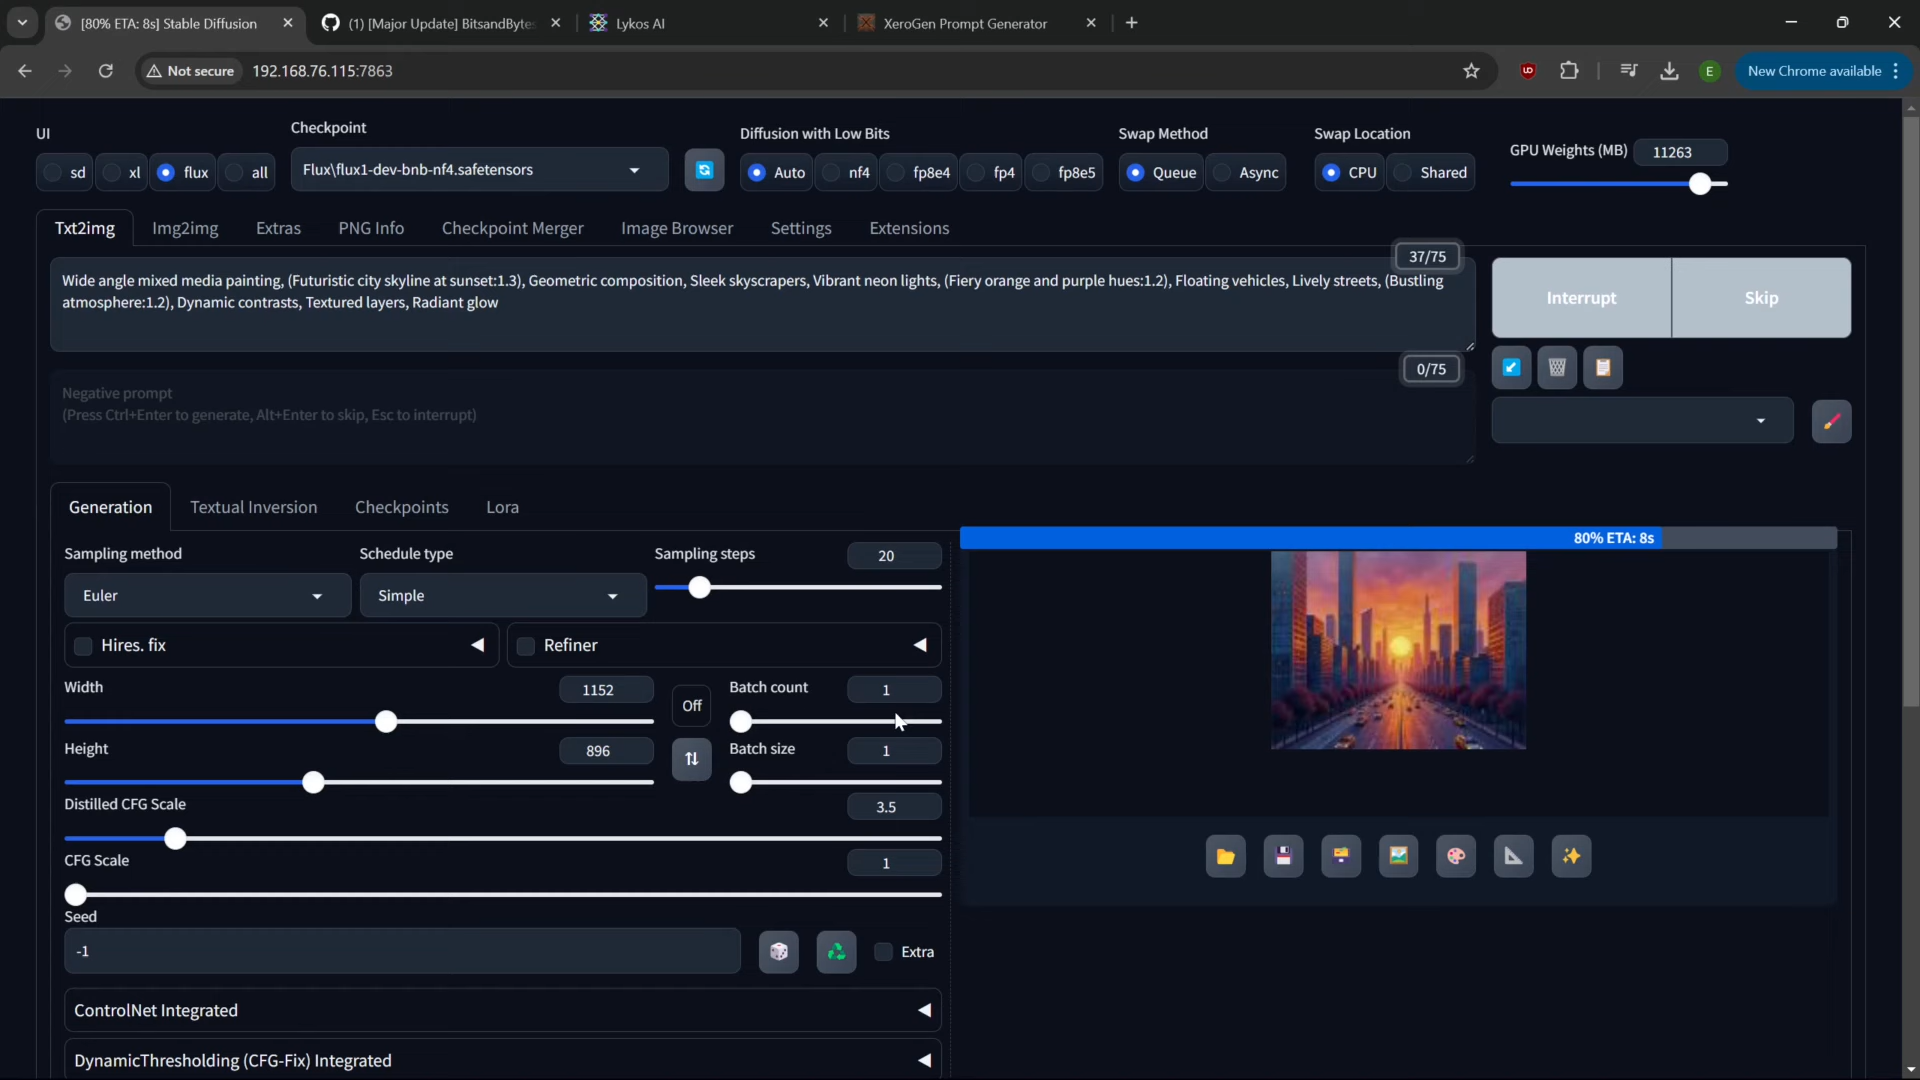 [80% ETA: 8s] Stable Diffusion
(1) [Major Update] BitsandByte
Lykos AI
XeroGen Prompt Generator
Not secure
192.168.76.115:7863
E
New Chrome available
UI
Checkpoint
Diffusion with Low Bits
Swap Method
Swap Location
GPU Weights (MB)
11263
sd
xl
flux
all
Flux\flux1-dev-bnb-nf4.safetensors
Auto
nf4
fp8e4
fp4
fp8e5
Queue
Async
CPU
Shared
Txt2img
Img2img
Extras
PNG Info
Checkpoint Merger
Image Browser
Settings
Extensions
37/75
Wide angle mixed media painting, (Futuristic city skyline at sunset:1.3), Geometric composition, Sleek skyscrapers, Vibrant neon lights, (Fiery orange and purple hues:1.2), Floating vehicles, Lively streets, (Bustling
atmosphere:1.2), Dynamic contrasts, Textured layers, Radiant glow
Interrupt
Skip
0/75
Negative prompt
(Press Ctrl+Enter to generate, Alt+Enter to skip, Esc to interrupt)
Generation
Textual Inversion
Checkpoints
Lora
80% ETA: 8s
Sampling method
Schedule type
Sampling steps
20
Euler
Simple
Hires. fix
Refiner
Width
1152
Off
Batch count
1
Height
896
Batch size
1
Distilled CFG Scale
3.5
CFG Scale
1
Seed
-1
Extra
ControlNet Integrated
DynamicThresholding (CFG-Fix) Integrated